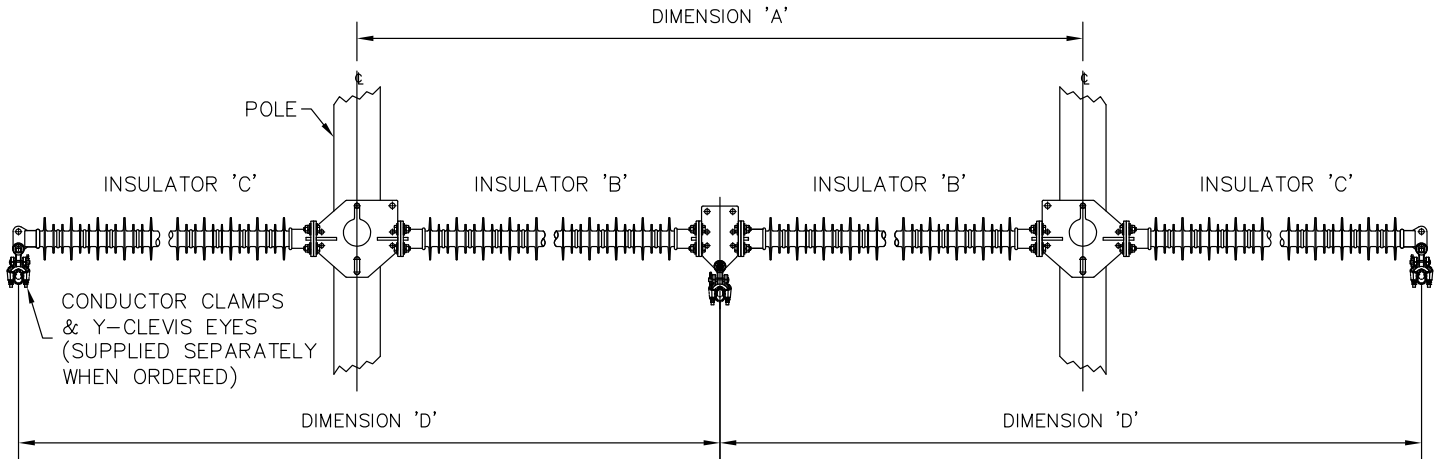 DIMENSION 'A'
℄
℄
POLE
INSULATOR 'C'
INSULATOR 'B'
INSULATOR 'B'
INSULATOR 'C'
CONDUCTOR CLAMPS
& Y-CLEVIS EYES
(SUPPLIED SEPARATELY
WHEN ORDERED)
DIMENSION 'D'
DIMENSION 'D'